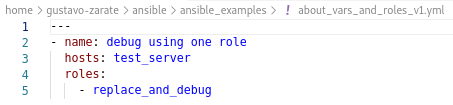 home > gustavo-zarate > ansible > ansible_examples > ! about_vars_and_roles_v1.yml
1 ---
2 - name: debug using one role
3   hosts: test_server
4   roles:
5     - replace_and_debug